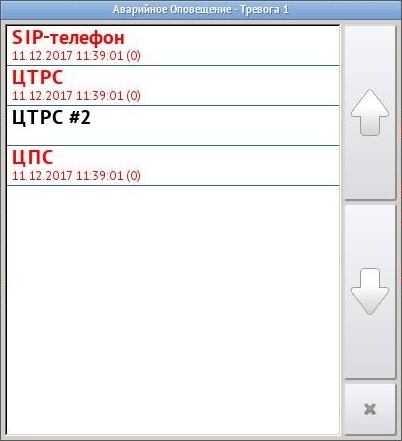 Аварийное Оповещение - Тревога 1
SIP-телефон
11.12.2017 11:39:01 (0)
ЦТРС
11.12.2017 11:39:01 (0)
ЦТРС #2
ЦПС
11.12.2017 11:39:01 (0)